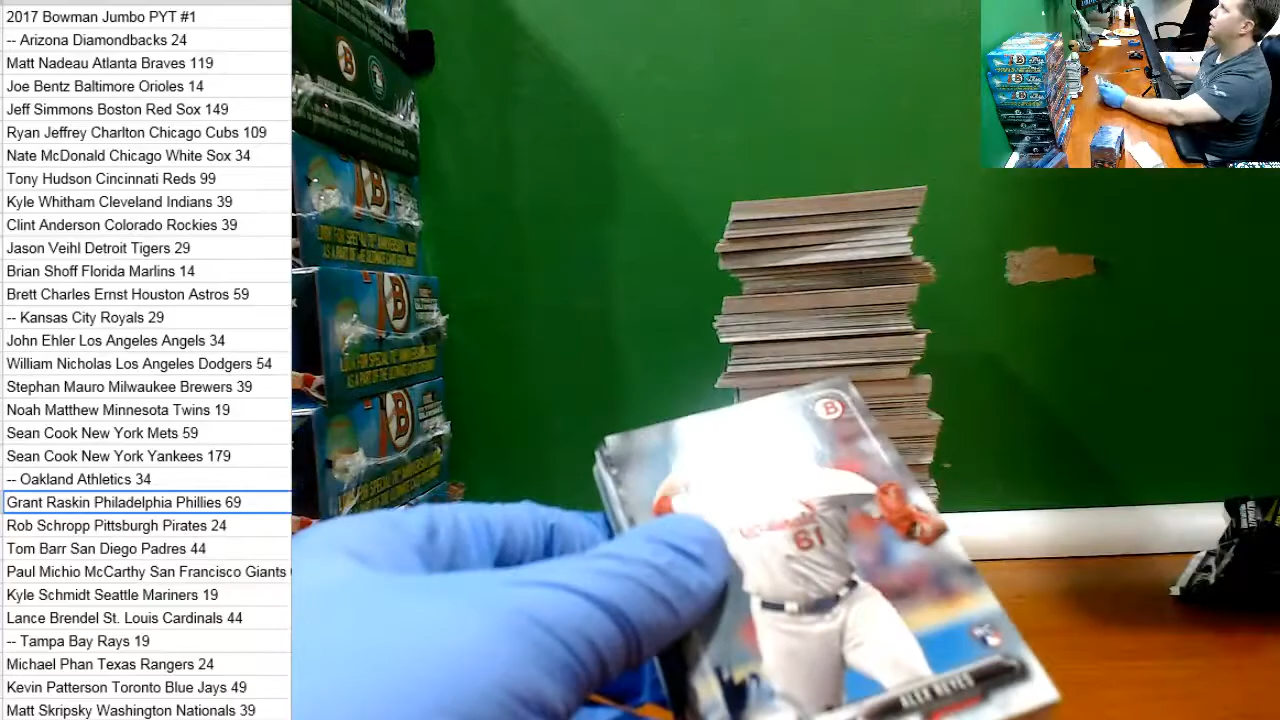 2017 Bowman Jumbo PYT #1
-- Arizona Diamondbacks 24
Matt Nadeau Atlanta Braves 119
Joe Bentz Baltimore Orioles 14
Jeff Simmons Boston Red Sox 149
Ryan Jeffrey Charlton Chicago Cubs 109
Nate McDonald Chicago White Sox 34
Tony Hudson Cincinnati Reds 99
Kyle Whitham Cleveland Indians 39
Clint Anderson Colorado Rockies 39
Jason Veihl Detroit Tigers 29
Brian Shoff Florida Marlins 14
Brett Charles Ernst Houston Astros 59
-- Kansas City Royals 29
John Ehler Los Angeles Angels 34
William Nicholas Los Angeles Dodgers 54
Stephan Mauro Milwaukee Brewers 39
Noah Matthew Minnesota Twins 19
Sean Cook New York Mets 59
Sean Cook New York Yankees 179
-- Oakland Athletics 34
Grant Raskin Philadelphia Phillies 69
Rob Schropp Pittsburgh Pirates 24
Tom Barr San Diego Padres 44
Paul Michio McCarthy San Francisco Giants
Kyle Schmidt Seattle Mariners 19
Lance Brendel St. Louis Cardinals 44
-- Tampa Bay Rays 19
Michael Phan Texas Rangers 24
Kevin Patterson Toronto Blue Jays 49
Matt Skripsky Washington Nationals 39
B
B
B
B
B
61
ALEX REYES